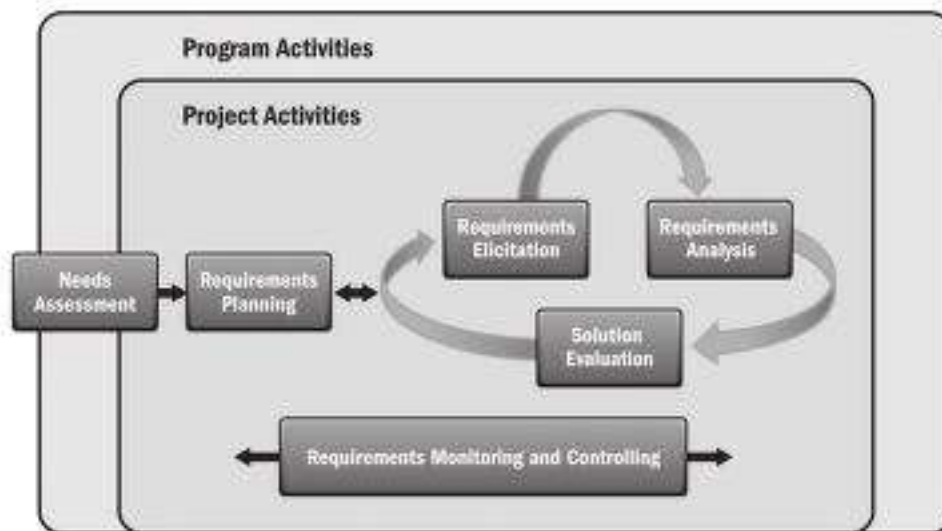 Program Activities
Project Activities
Requirements
Elicitation
Requirements
Analysis
Needs
Assessment
Requirements
Planning
Solution
Evaluation
Requirements Monitoring and Controlling